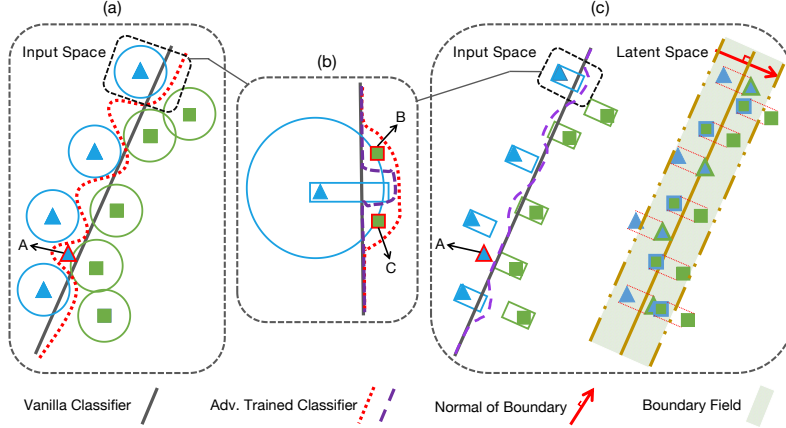 (a)
(b)
(c)
Input Space
Input Space
Latent Space
A
B
C
A
Vanilla Classifier
Adv. Trained Classifier
Normal of Boundary
Boundary Field